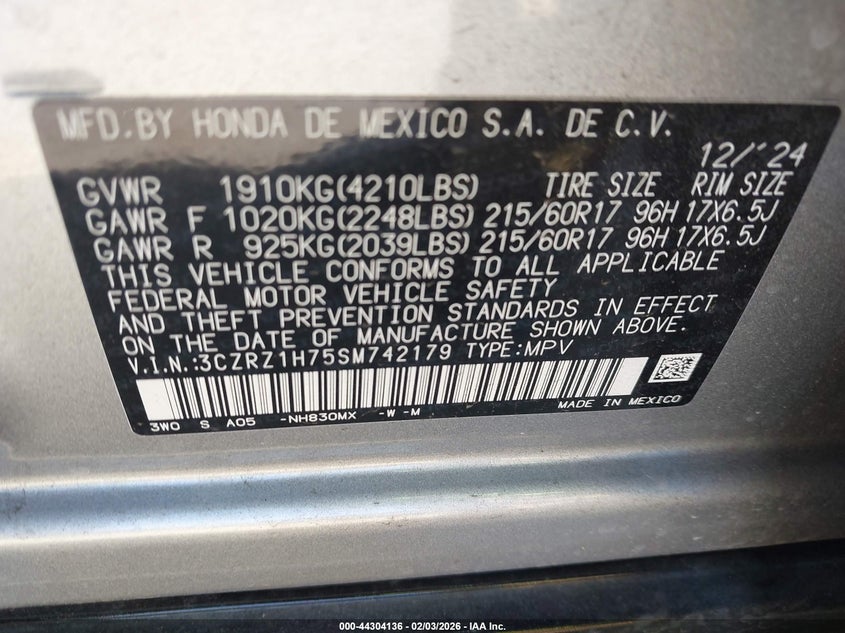 MFD.BY HONDA DE MEXICO S.A. DE C.V.
12/'24
GVWR 1910KG(4210LBS) TIRE SIZE RIM SIZE
GAWR F 1020KG(2248LBS) 215/60R17 96H 17X6.5J
GAWR R 925KG(2039LBS) 215/60R17 96H 17X6.5J
THIS VEHICLE CONFORMS TO ALL APPLICABLE
FEDERAL MOTOR VEHICLE SAFETY
AND THEFT PREVENTION STANDARDS IN EFFECT
ON THE DATE OF MANUFACTURE SHOWN ABOVE.
V.I.N.:3CZRZ1H75SM742179 TYPE:MPV
3W0 S A05 -NH830MX -W -M MADE IN MEXICO
000-44304136 - 02/03/2026 - IAA Inc.